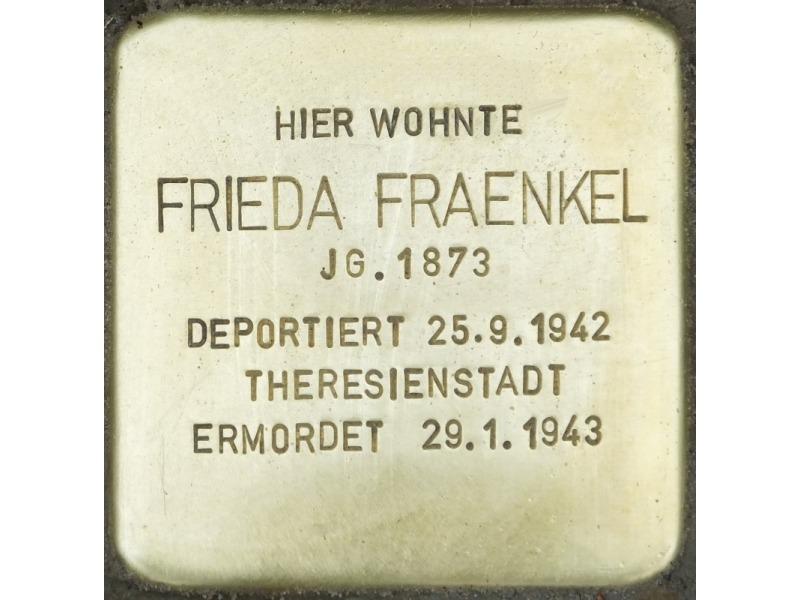 HIER WOHNTE
FRIEDA FRAENKEL
JG. 1873
DEPORTIERT 25.9.1942
THERESIENSTADT
ERMORDET 29.1.1943